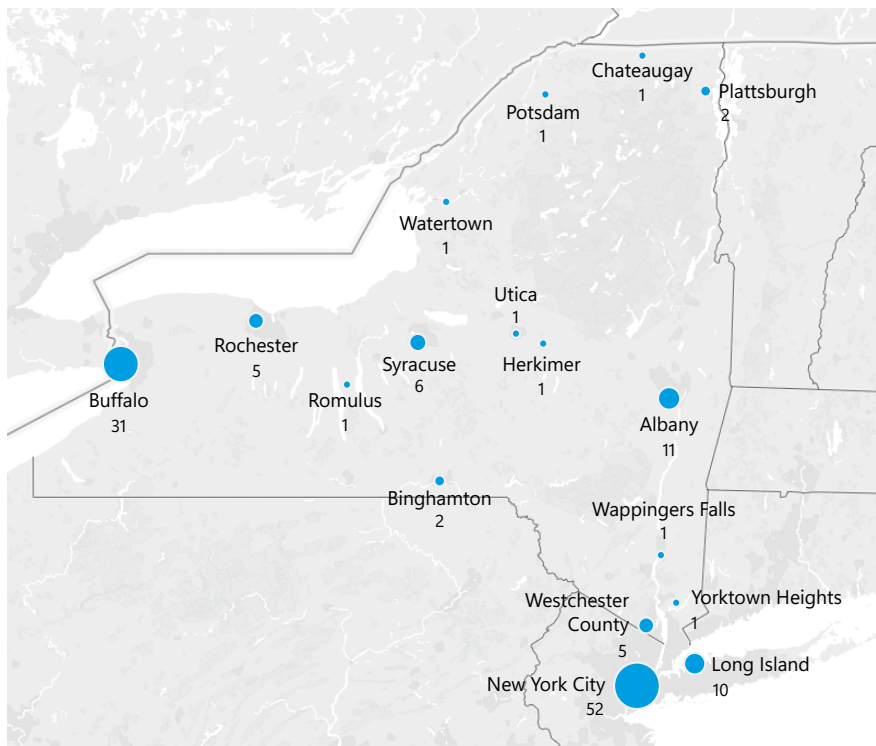 Chateaugay
1
Plattsburgh
2
Potsdam
1
Watertown
1
Utica
1
Rochester
5
Syracuse
6
Herkimer
1
Buffalo
31
Romulus
1
Albany
11
Binghamton
2
Wappingers Falls
1
Westchester
County
5
Yorktown Heights
1
Long Island
10
New York City
52